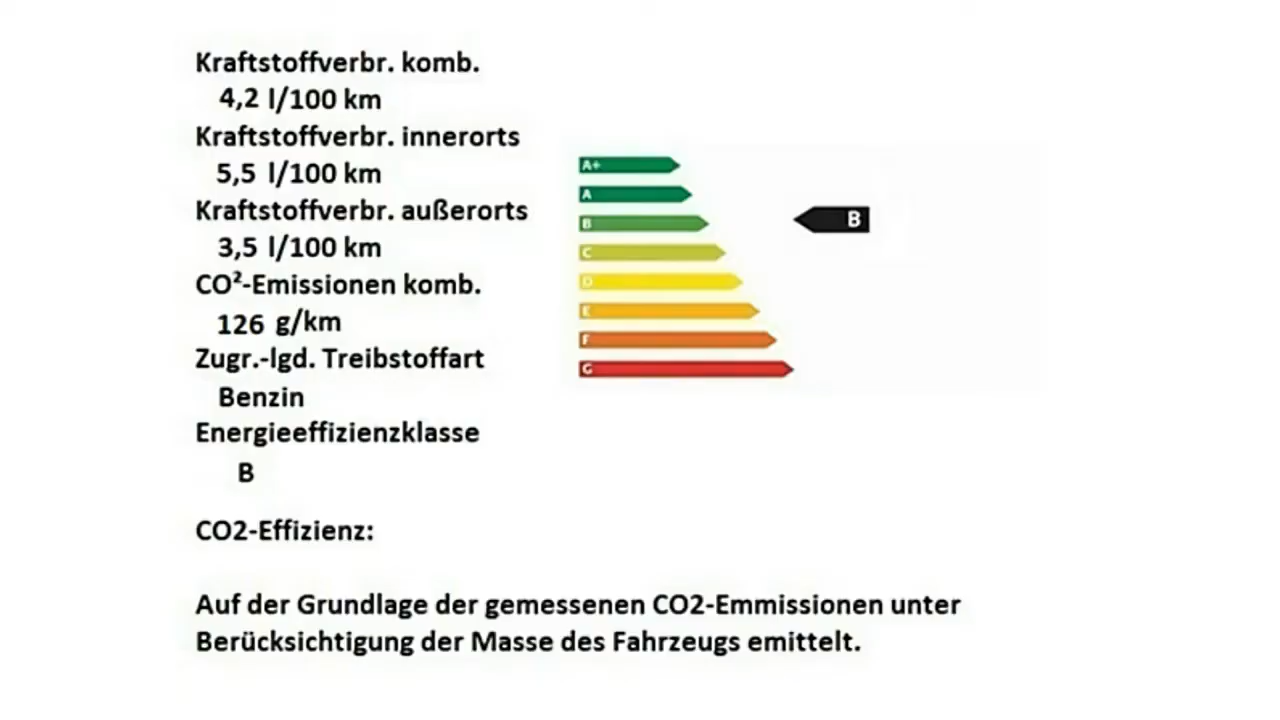 Kraftstoffverbr. komb.
4,2 l/100 km
Kraftstoffverbr. innerorts
5,5 l/100 km
Kraftstoffverbr. außerorts
3,5 l/100 km
CO²-Emissionen komb.
126 g/km
Zugr.-lgd. Treibstoffart
Benzin
Energieeffizienzklasse
B
A+
A
B
B
C
D
E
F
G
CO2-Effizienz:
Auf der Grundlage der gemessenen CO2-Emmissionen unter
Berücksichtigung der Masse des Fahrzeugs emittelt.